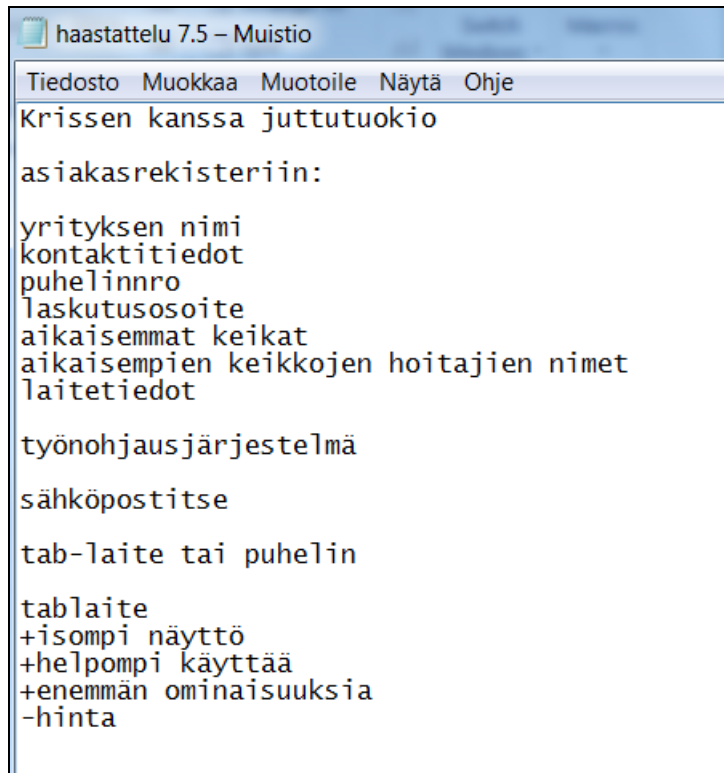 haastattelu 7.5 – Muistio
Tiedosto Muokkaa Muotoile Näytä Ohje
Krissen kanssa juttutuokio
asiakasrekisteriin:
yrityksen nimi
kontaktitiedot
puhelinnro
laskutusosoite
aikaisemmat keikat
aikaisempien keikkojen hoitajien nimet
laitetiedot
työnohjausjärjestelmä
sähköpostitse
tab-laite tai puhelin
tablaite
+isompi näyttö
+helpompi käyttää
+enemmän ominaisuuksia
-hinta